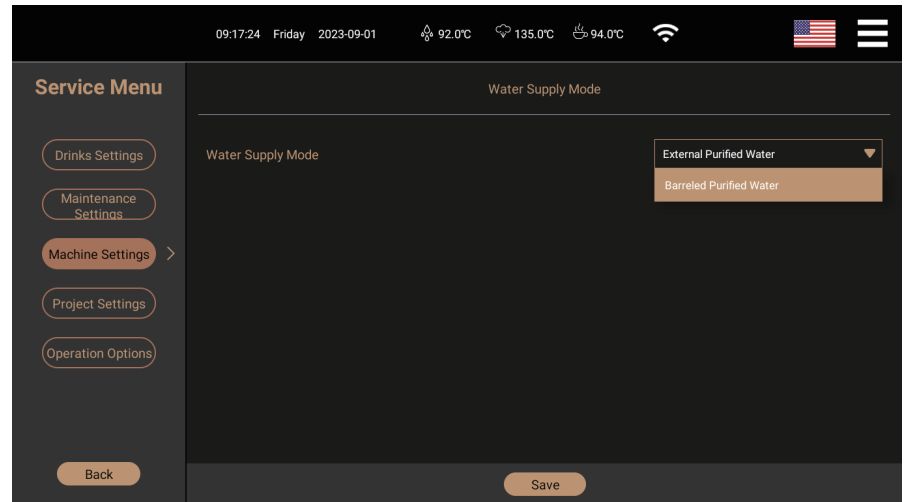 09:17:24 Friday 2023-09-01 92.0℃ 135.0℃ 94.0℃
Service Menu
Water Supply Mode
Drinks Settings
Maintenance
Settings
Machine Settings >
Project Settings
Operation Options
Back
Water Supply Mode
External Purified Water
Barreled Purified Water
Save